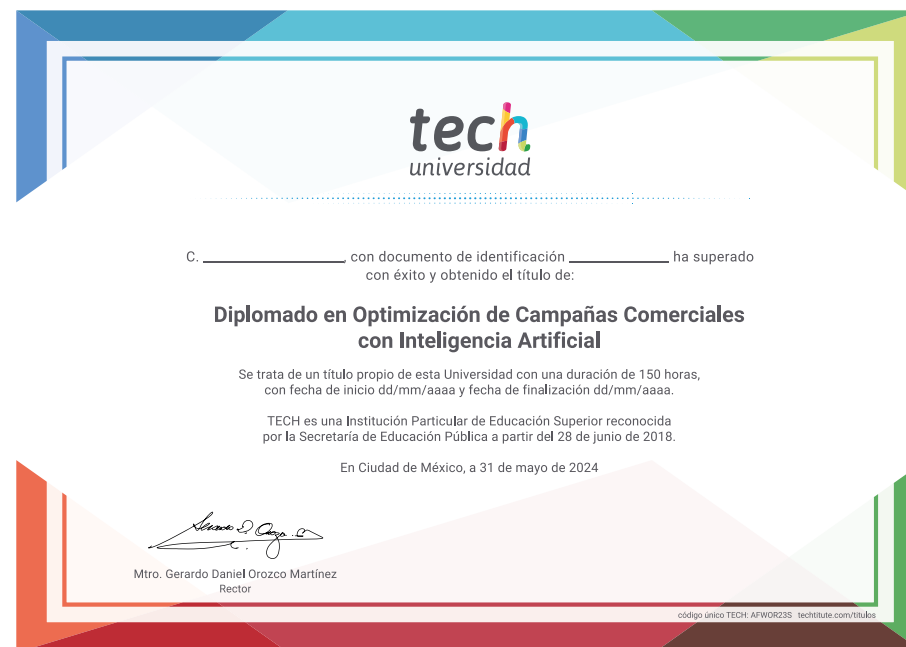 tech
universidad
C. ____________, con documento de identificación ____________ ha superado
con éxito y obtenido el título de:
Diplomado en Optimización de Campañas Comerciales
con Inteligencia Artificial
Se trata de un título propio de esta Universidad con una duración de 150 horas,
con fecha de inicio dd/mm/aaaa y fecha de finalización dd/mm/aaaa.
TECH es una Institución Particular de Educación Superior reconocida
por la Secretaría de Educación Pública a partir del 28 de junio de 2018.
En Ciudad de México, a 31 de mayo de 2024
Mtro. Gerardo Daniel Orozco Martínez
Rector
código único TECH: AFWOR23S techtitute.com/titulos